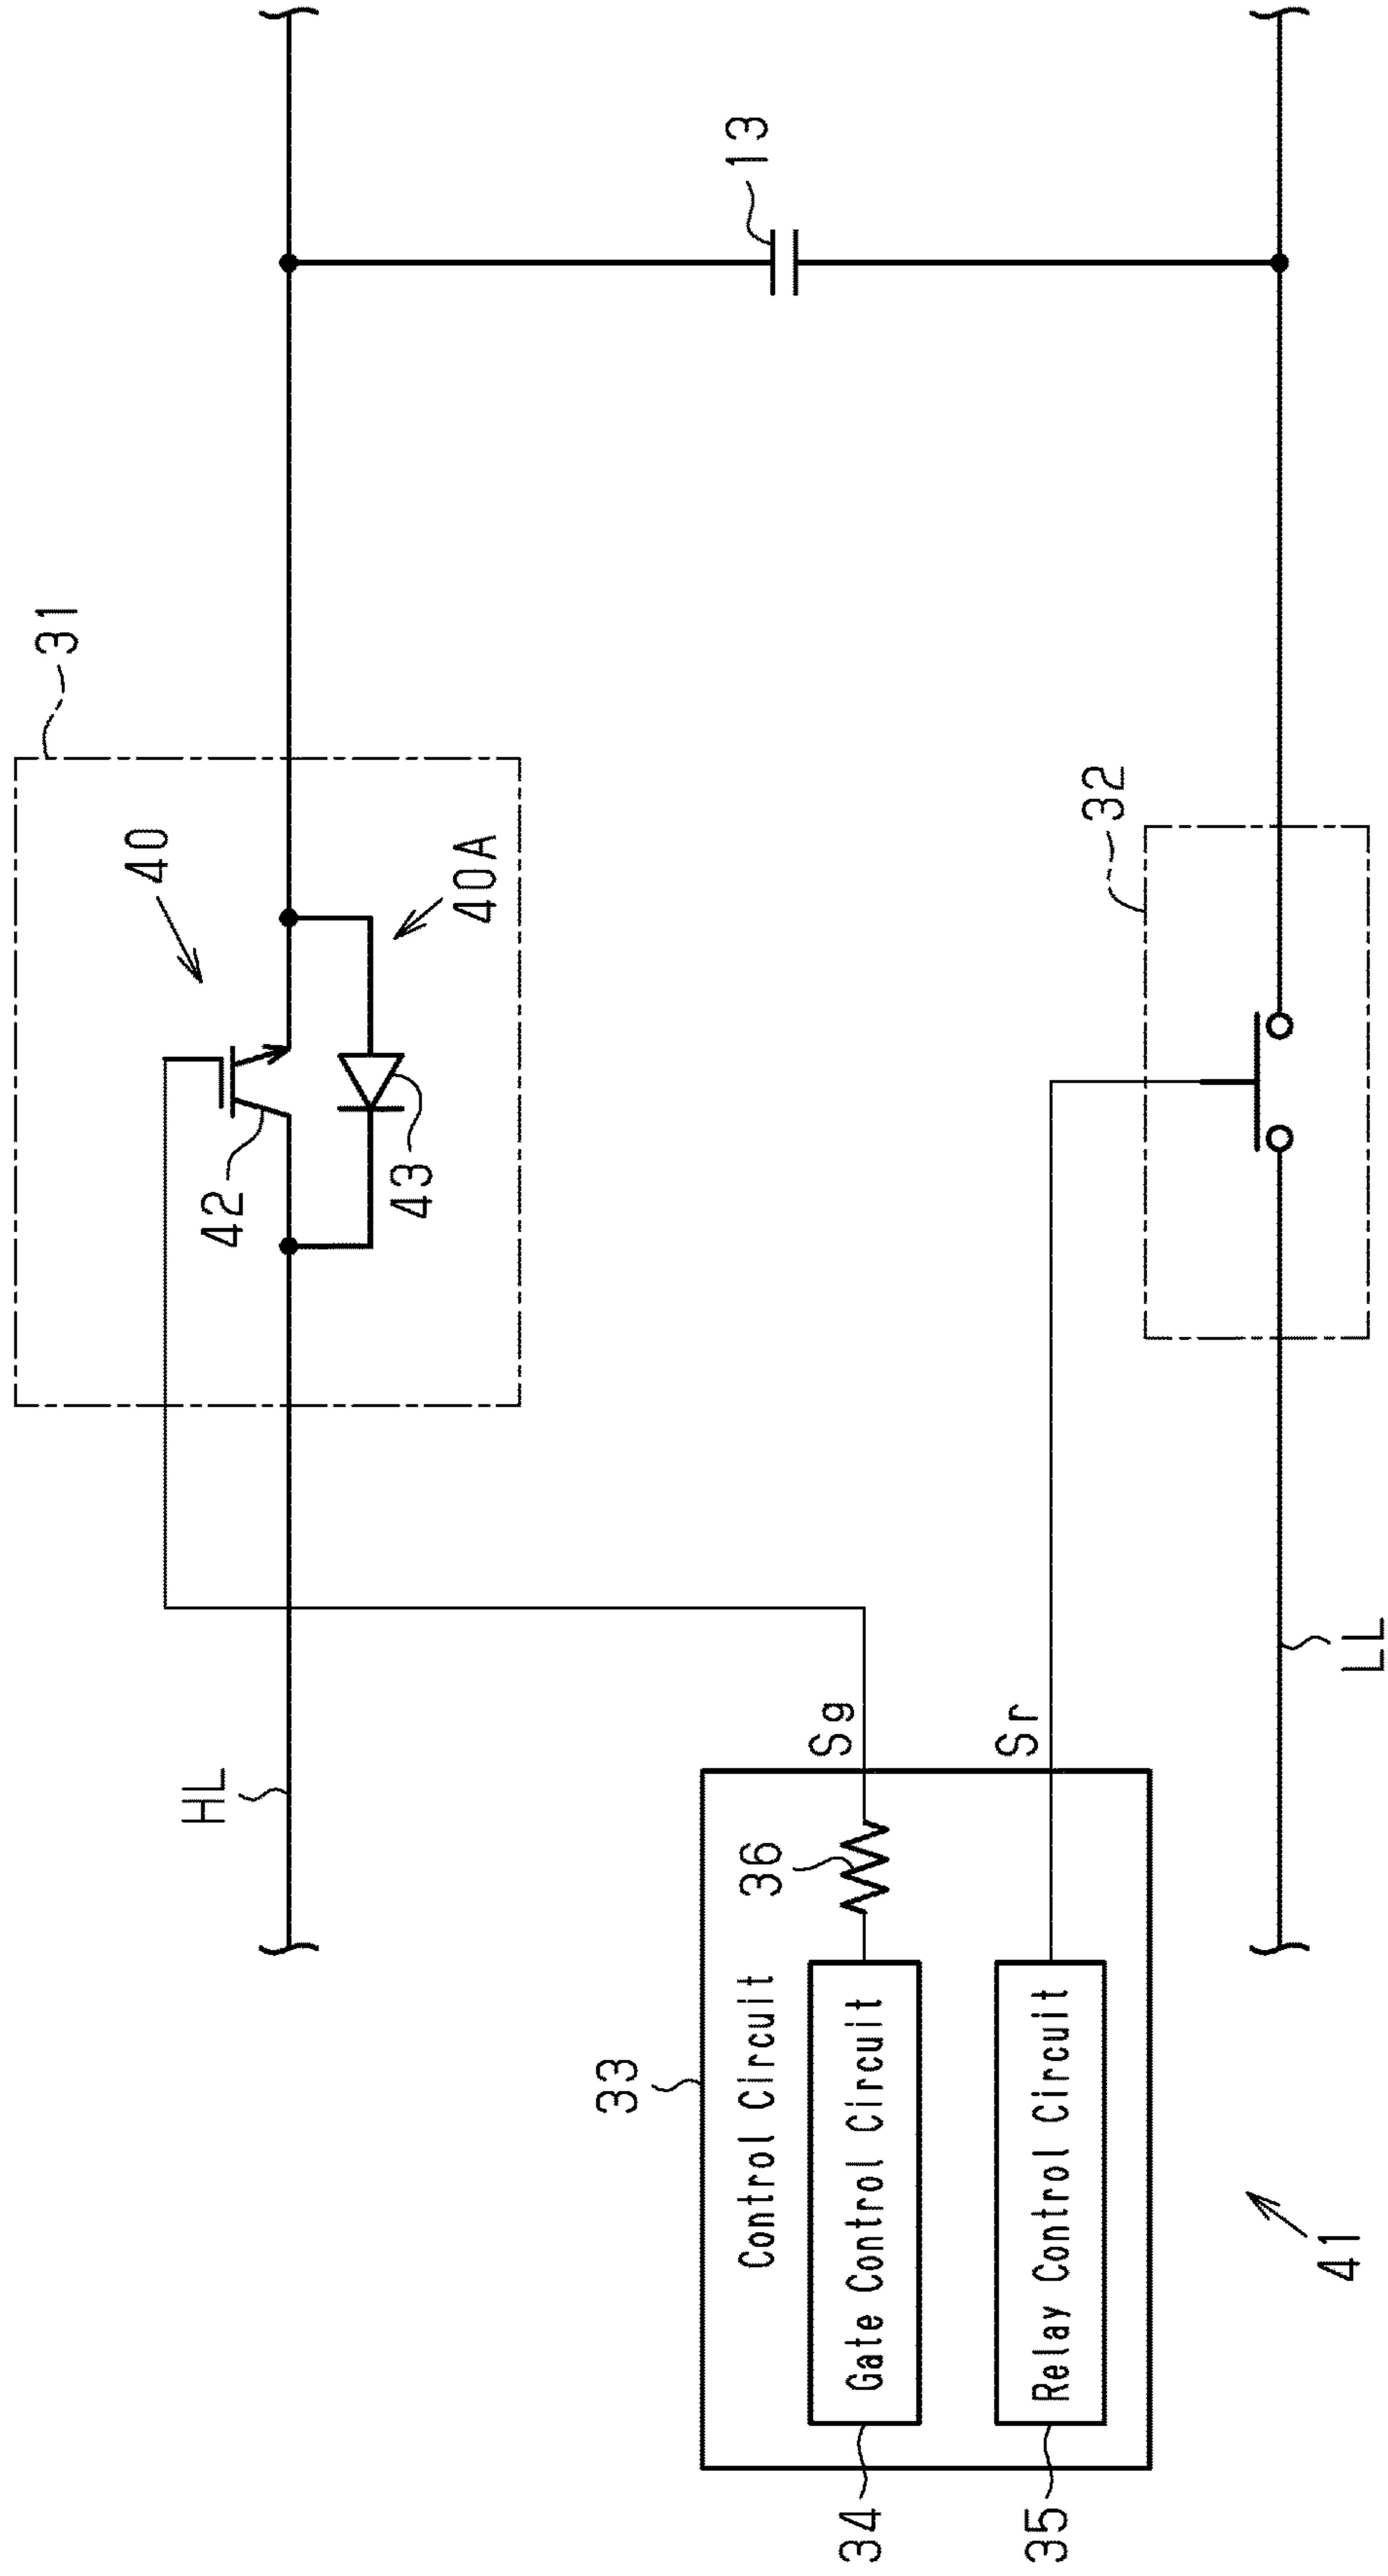 31
40
42
43
40A
13
HL
Sg
Sr
32
LL
33
Control Circuit
36
Gate Control Circuit
34
Relay Control Circuit
35
41